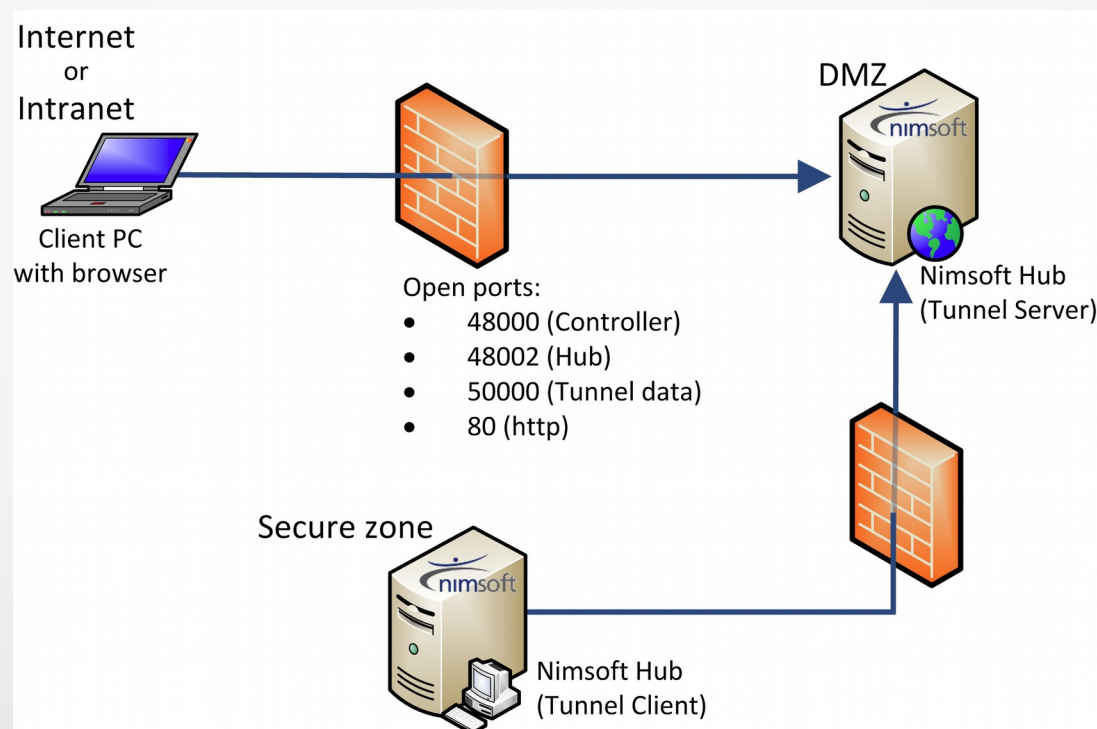 Internet
or
Intranet
Client PC
with browser
DMZ
nimsoft
Nimsoft Hub
(Tunnel Server)
Open ports:
• 48000 (Controller)
• 48002 (Hub)
• 50000 (Tunnel data)
• 80 (http)
Secure zone
nimsoft
Nimsoft Hub
(Tunnel Client)